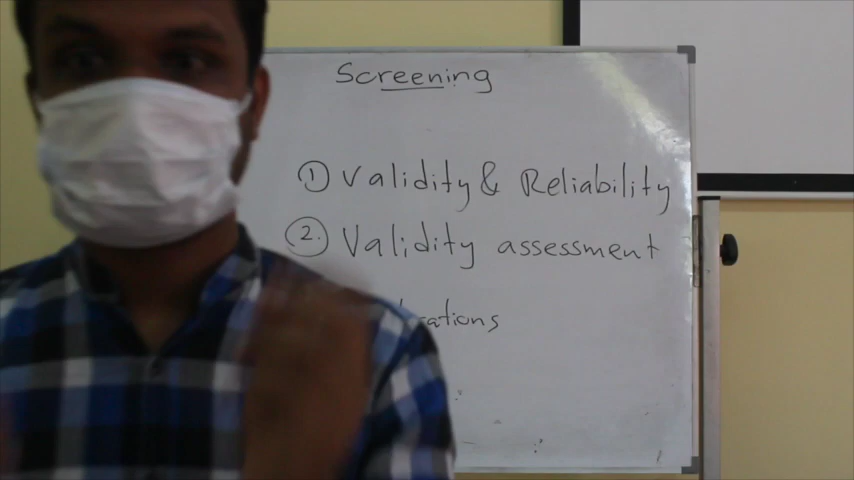 Screening
① Validity & Reliability
②. Validity assessment